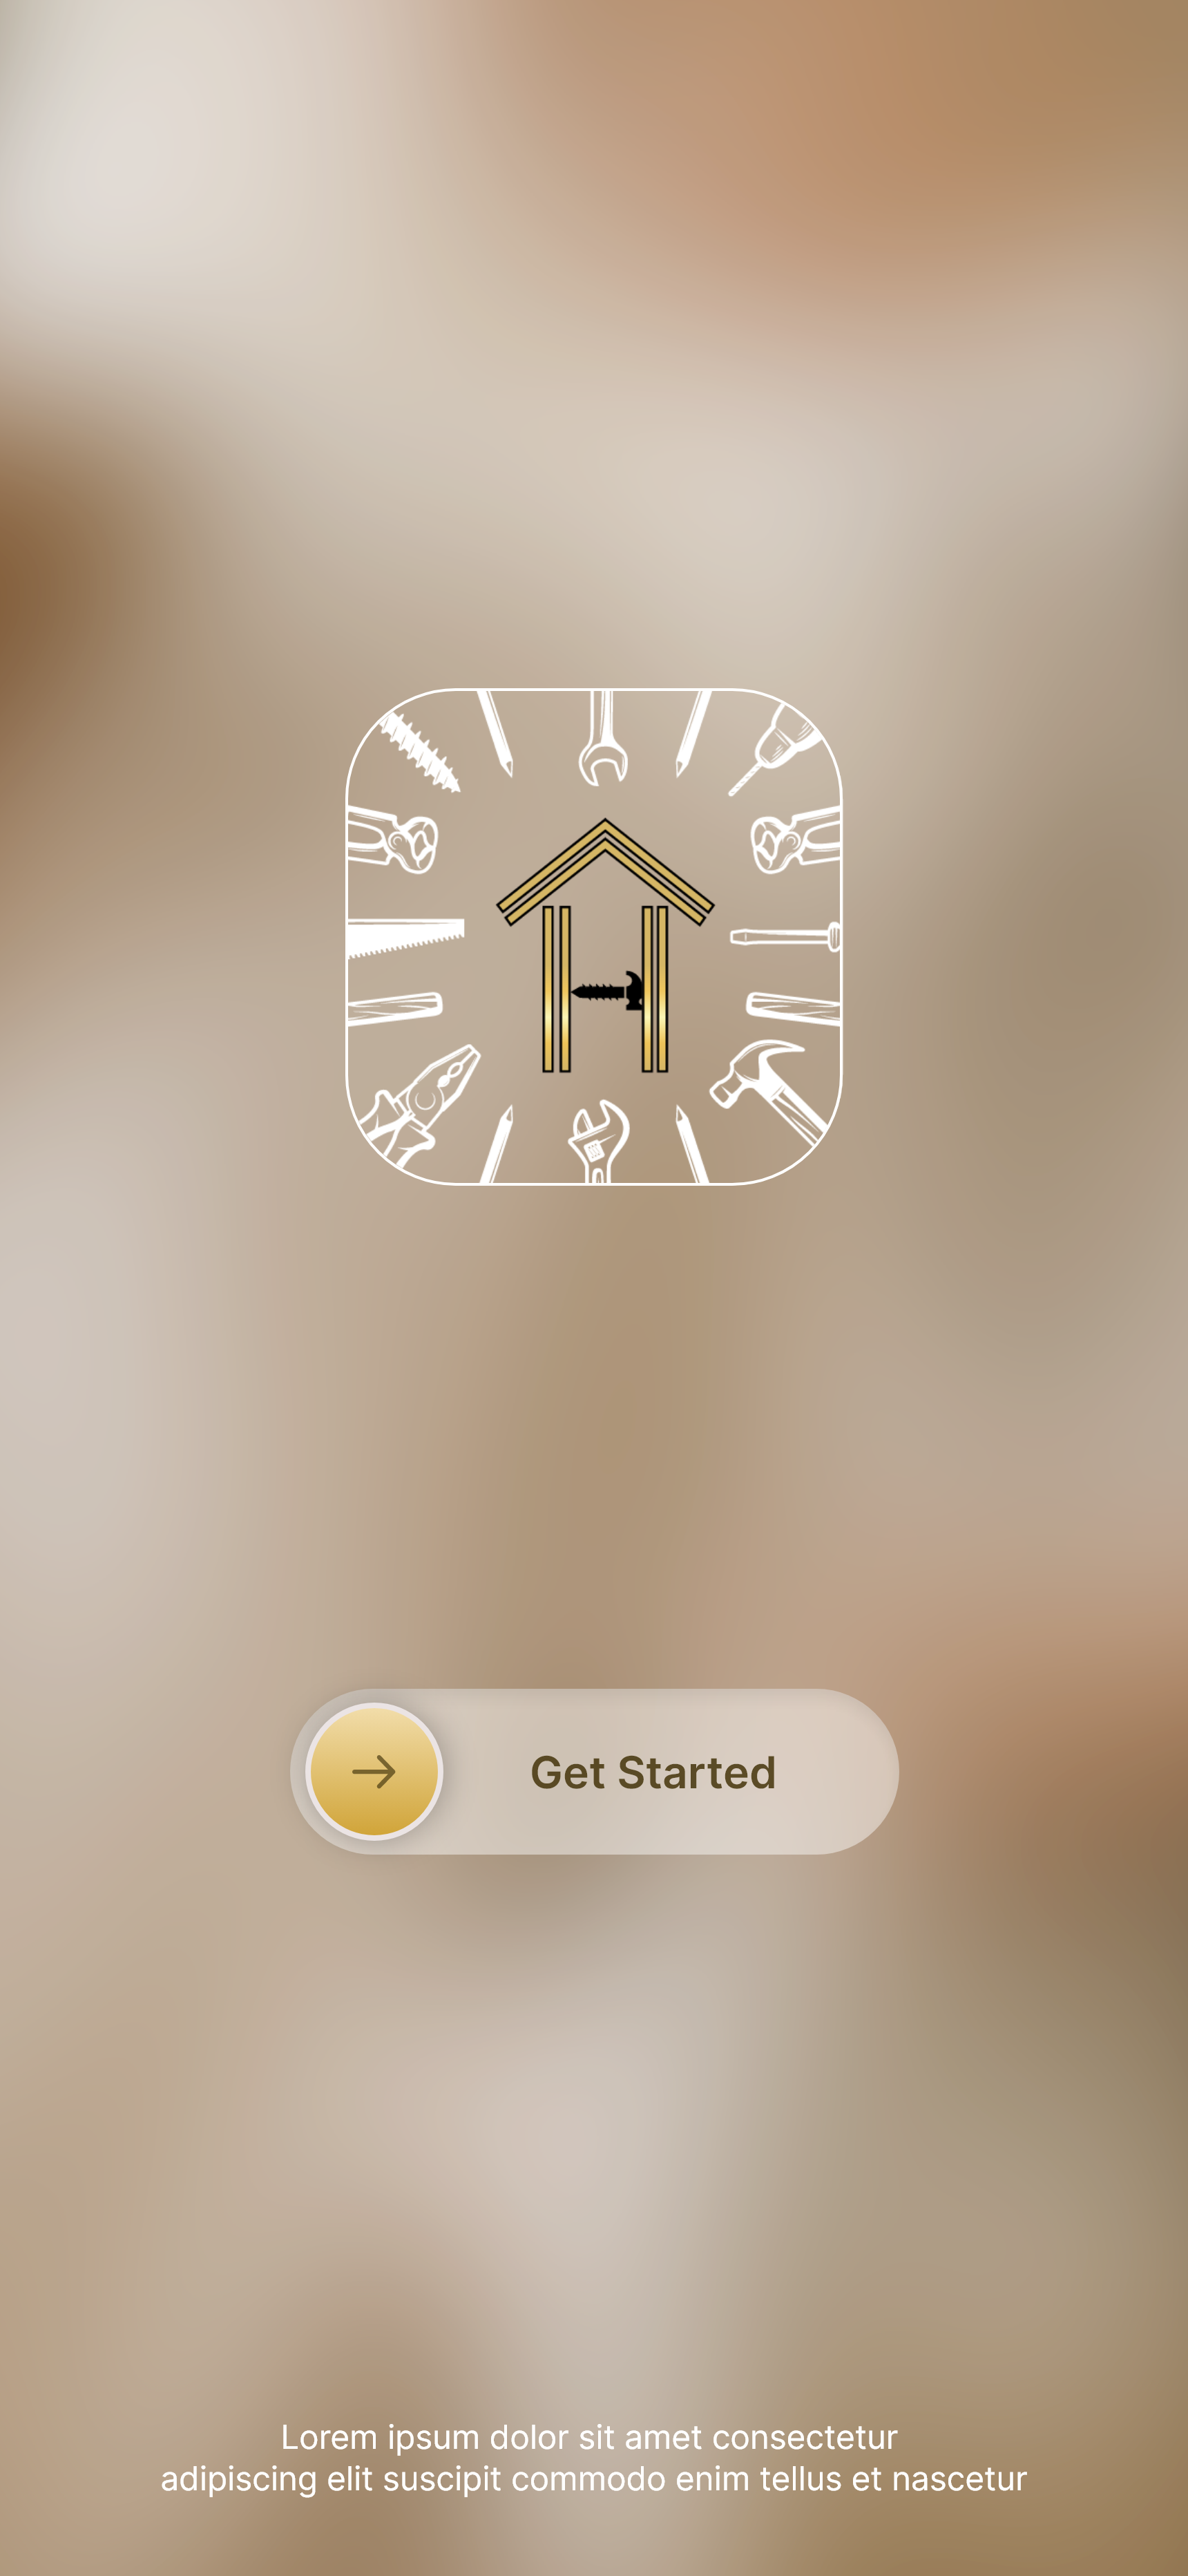 Get Started
Lorem ipsum dolor sit amet consectetur
adipiscing elit suscipit commodo enim tellus et nascetur